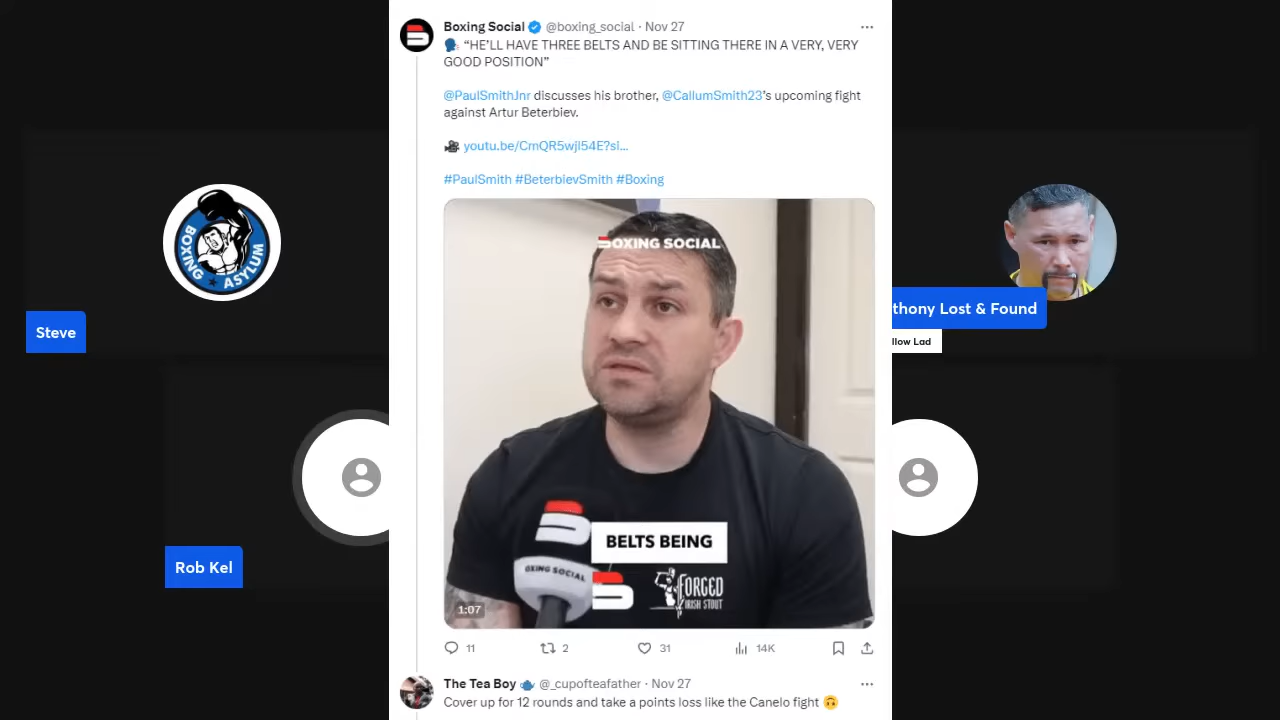 Boxing Social @boxing_social · Nov 27
🗣️ “HE'LL HAVE THREE BELTS AND BE SITTING THERE IN A VERY, VERY
GOOD POSITION”
@PaulSmithJnr discusses his brother, @CallumSmith23's upcoming fight
against Artur Beterbiev.
🎥 youtu.be/CmQR5wjI54E?si...
#PaulSmith #BeterbievSmith #Boxing
BOXING SOCIAL
BELTS BEING
OXING SOCIAL
FORGED
IRISH STOUT
1:07
11
2
31
14K
The Tea Boy @_cupofteafather · Nov 27
Cover up for 12 rounds and take a points loss like the Canelo fight 🙃
BOXING
ASYLUM
Steve
thony Lost & Found
llow Lad
Rob Kel